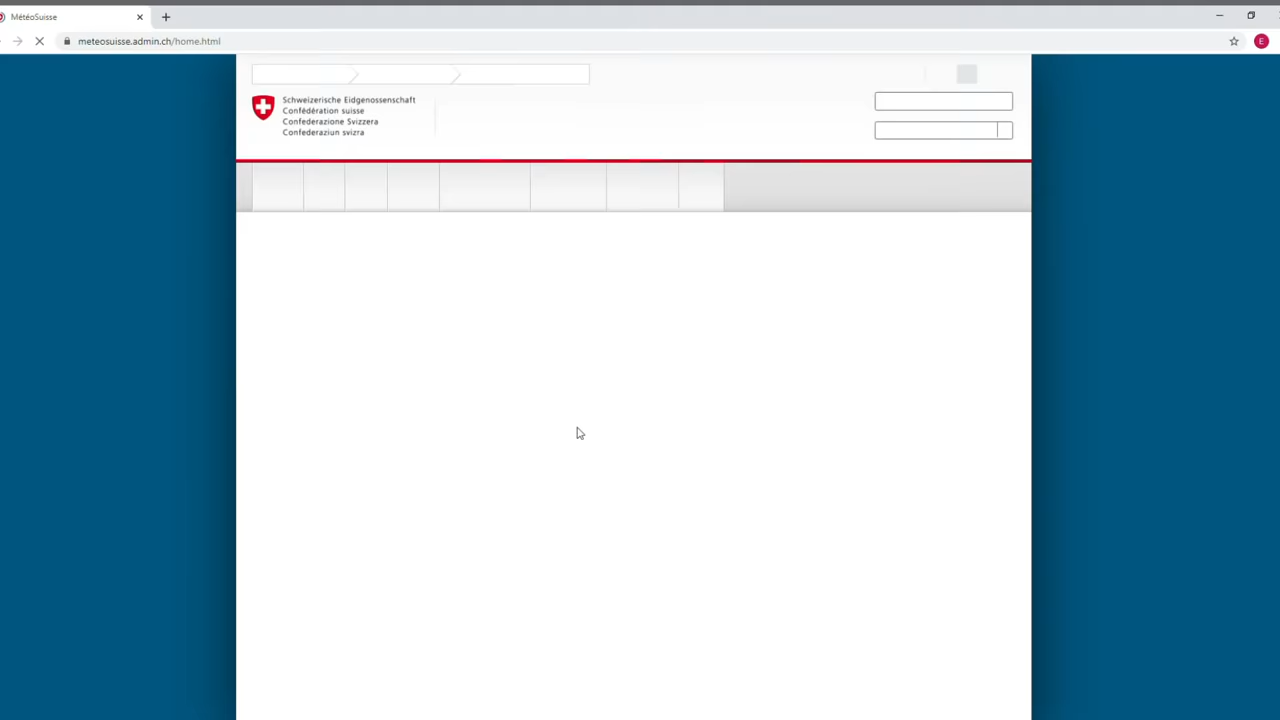 MétéoSuisse
meteosuisse.admin.ch/home.html
E
Schweizerische Eidgenossenschaft
Confédération suisse
Confederazione Svizzera
Confederaziun svizra